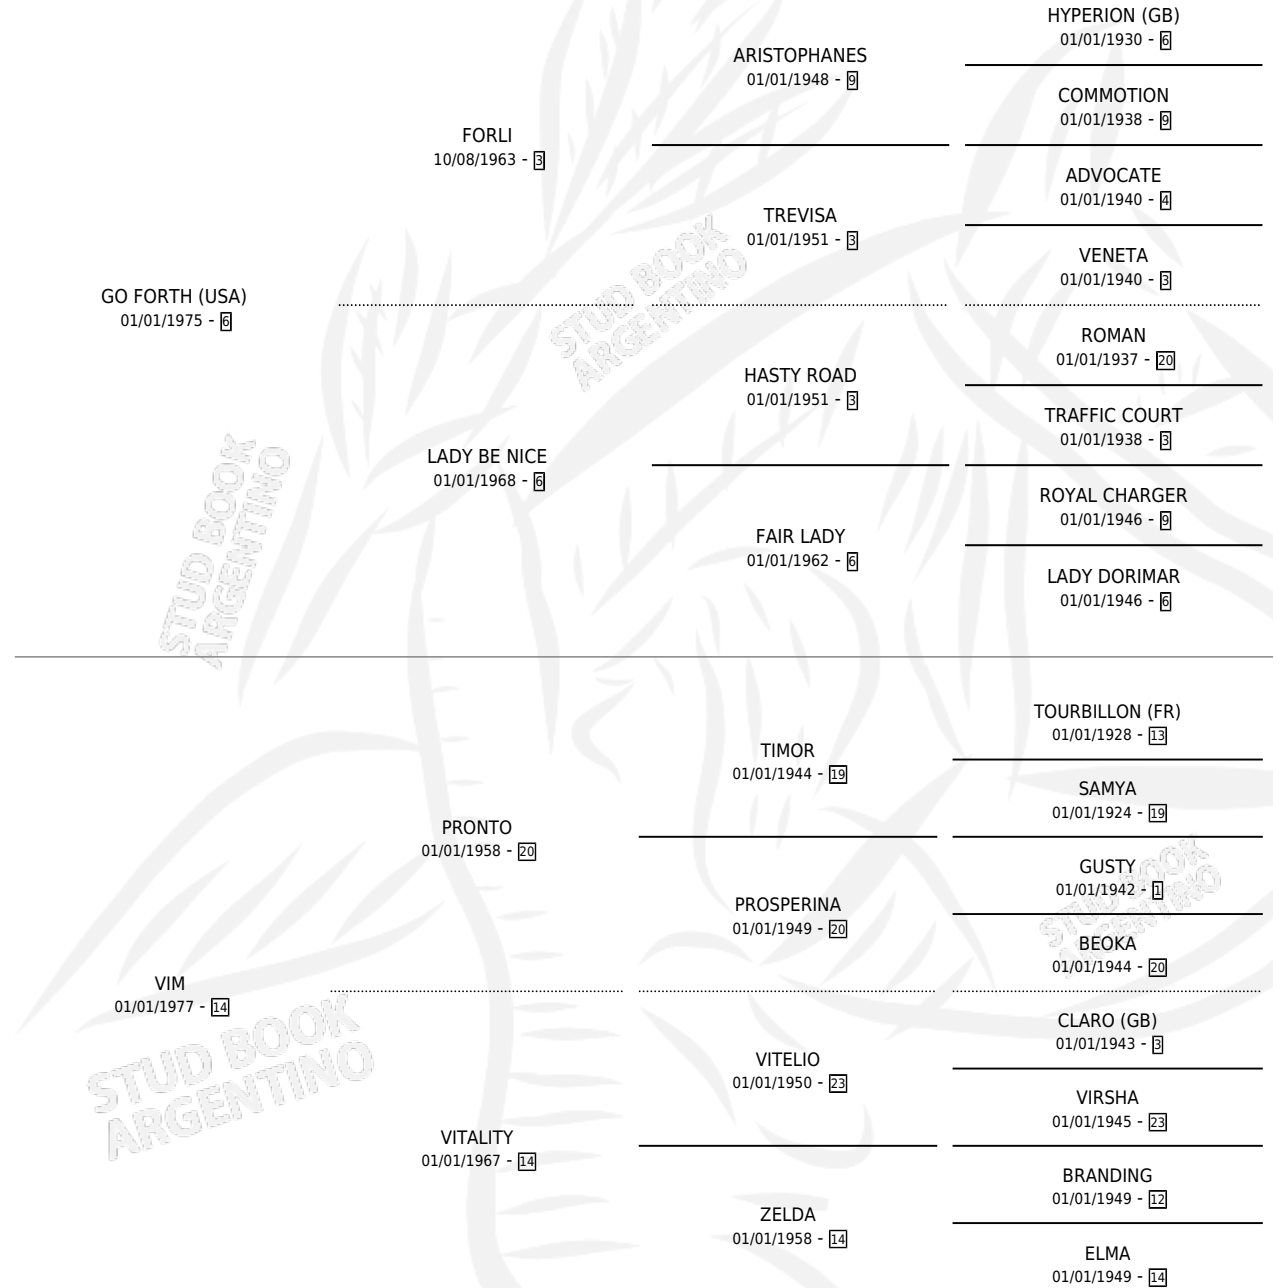 HYPERION (GB)
01/01/1930 - 6
ARISTOPHANES
01/01/1948 - 9
COMMOTION
01/01/1938 - 9
FORLI
10/08/1963 - 3
ADVOCATE
01/01/1940 - 4
TREVISA
01/01/1951 - 3
VENETA
01/01/1940 - 3
GO FORTH (USA)
01/01/1975 - 6
ROMAN
01/01/1937 - 20
HASTY ROAD
01/01/1951 - 3
TRAFFIC COURT
01/01/1938 - 3
LADY BE NICE
01/01/1968 - 6
ROYAL CHARGER
01/01/1946 - 9
FAIR LADY
01/01/1962 - 6
LADY DORIMAR
01/01/1946 - 6
TOURBILLON (FR)
01/01/1928 - 13
TIMOR
01/01/1944 - 19
SAMYA
01/01/1924 - 19
PRONTO
01/01/1958 - 20
GUSTY
01/01/1942 - 1
PROSPERINA
01/01/1949 - 20
BEOKA
01/01/1944 - 20
VIM
01/01/1977 - 14
CLARO (GB)
01/01/1943 - 3
VITELIO
01/01/1950 - 23
VIRSHA
01/01/1945 - 23
VITALITY
01/01/1967 - 14
BRANDING
01/01/1949 - 12
ZELDA
01/01/1958 - 14
ELMA
01/01/1949 - 14
STUD BOOK
ARGENTINO
STUD BOOK
ARGENTINO
STUD BOOK
ARGENTINO
STUD BOOK
ARGENTINO